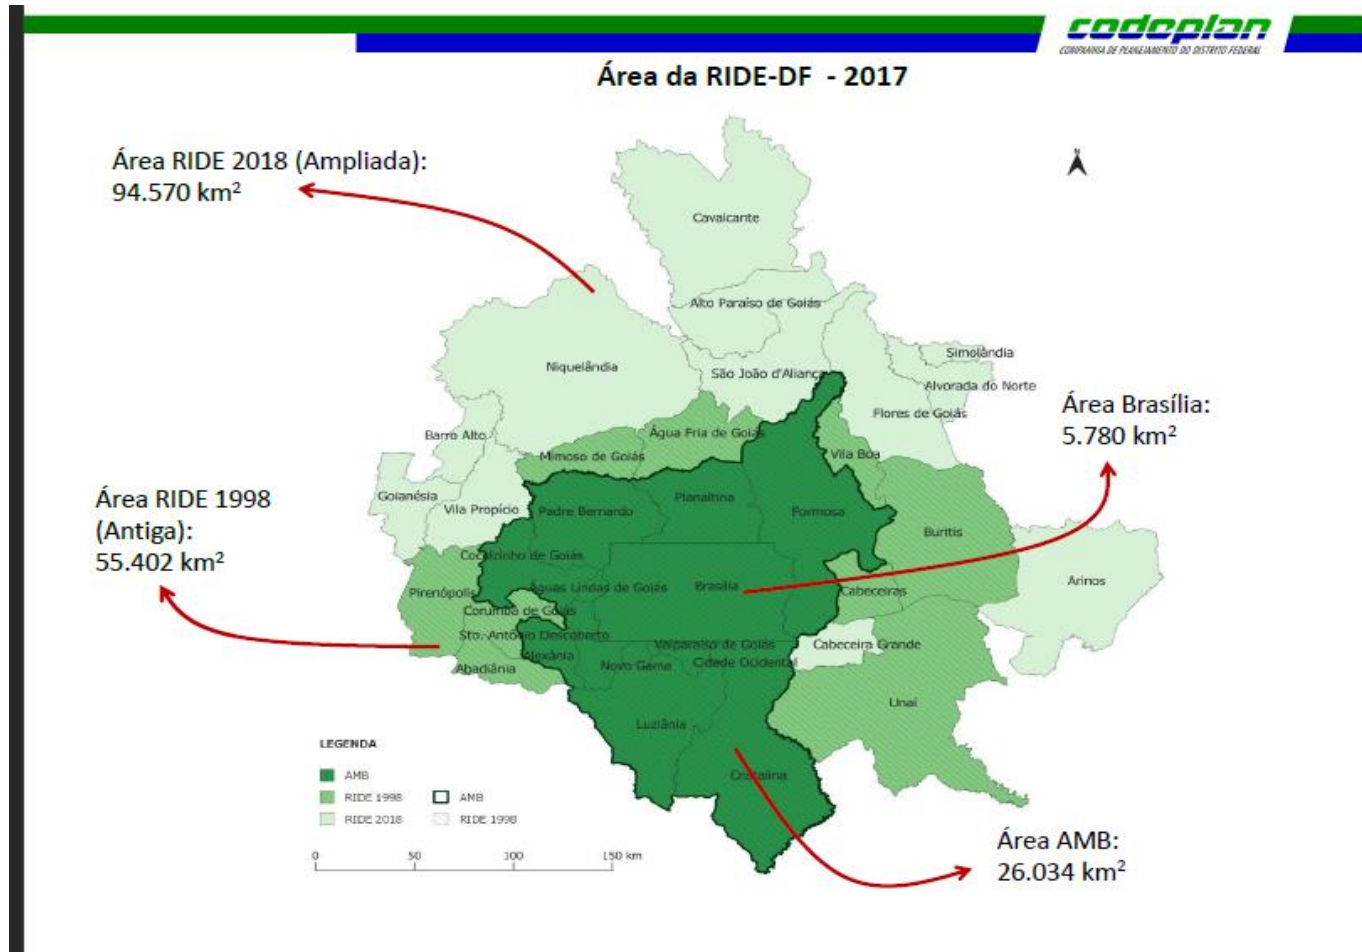 codeplan
COMPANHIA DE PLANEJAMENTO DO DISTRITO FEDERAL
Área da RIDE-DF - 2017
Área RIDE 2018 (Ampliada):
94.570 km²
N
Cavalcante
Alto Paraíso de Goiás
Simolândia
Niquelândia
São João d'Aliança
Alvorada do Norte
Área Brasília:
5.780 km²
Flores de Goiás
Barro Alto
Água Fria de Goiás
Mimoso de Goiás
Vila Boa
Área RIDE 1998
(Antiga):
55.402 km²
Goianésia
Vila Propício
Padre Bernardo
Planaltina
Formosa
Buritis
Cocalzinho de Goiás
Arinos
Pirenópolis
Águas Lindas de Goiás
Brasília
Cabeceiras
Corumbá de Goiás
Sto. Antônio Descoberto
Valparaíso de Goiás
Cabeceira Grande
Abadiânia
Alexânia
Novo Gama
Cidade Ocidental
Unaí
Luziânia
Cristalina
LEGENDA
AMB
RIDE 1998
AMB
RIDE 2018
RIDE 1998
0 50 100 150 km
Área AMB:
26.034 km²